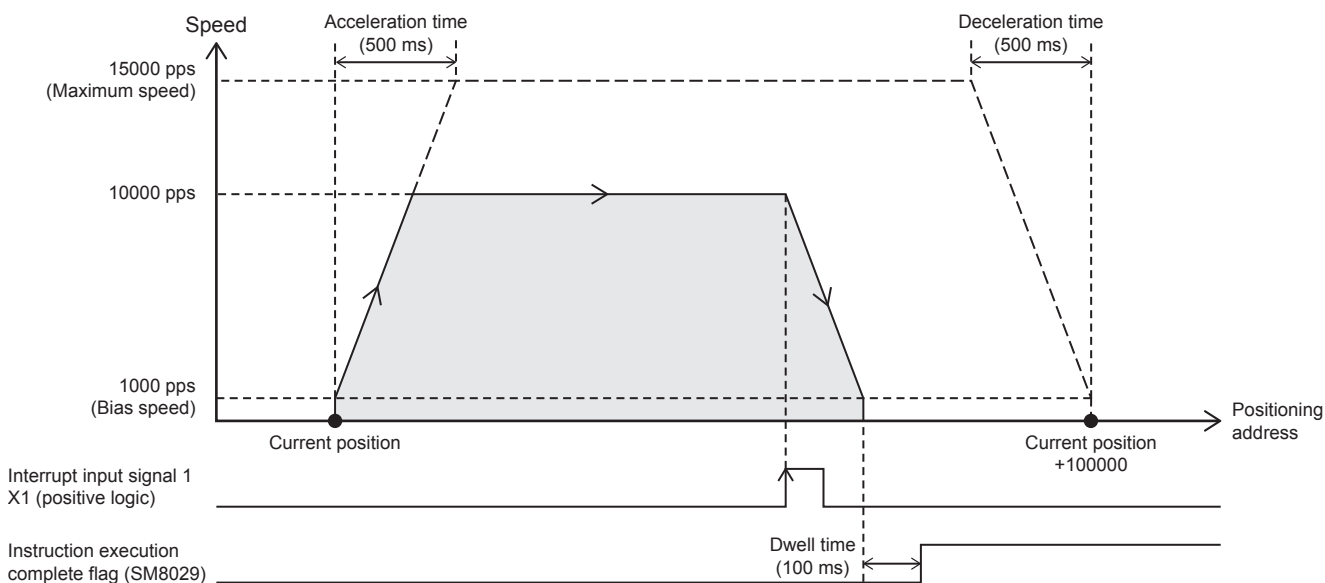 Speed
Acceleration time
(500 ms)
Deceleration time
(500 ms)
15000 pps
(Maximum speed)
10000 pps
1000 pps
(Bias speed)
Positioning
address
Current position
Current position
+100000
Interrupt input signal 1
X1 (positive logic)
Instruction execution
complete flag (SM8029)
Dwell time
(100 ms)